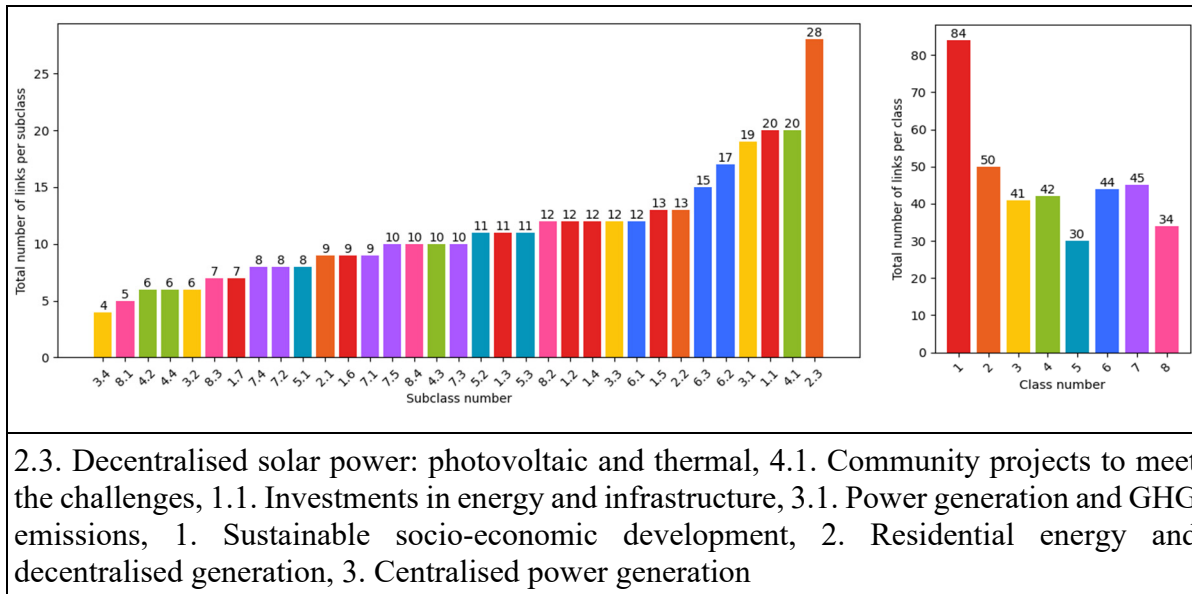 28
20 20
19
17
15
13 13
12 12 12 12 12
11 11 11
10 10 10 10
9 9 9
8 8 8
7 7
6 6 6
5
4
25
20
15
10
5
0
Total number of links per subclass
3.4 8.1 4.2 4.4 3.2 8.3 1.7 7.4 7.2 5.1 2.1 1.6 7.1 7.5 8.4 4.3 7.3 5.2 1.3 5.3 8.2 1.2 1.4 3.3 6.1 1.5 2.2 6.3 6.2 3.1 1.1 4.1 2.3
Subclass number
84
50
41 42
30
44 45
34
80
70
60
50
40
30
20
10
0
Total number of links per class
1 2 3 4 5 6 7 8
Class number
2.3. Decentralised solar power: photovoltaic and thermal, 4.1. Community projects to meet
the challenges, 1.1. Investments in energy and infrastructure, 3.1. Power generation and GHG
emissions, 1. Sustainable socio-economic development, 2. Residential energy and
decentralised generation, 3. Centralised power generation